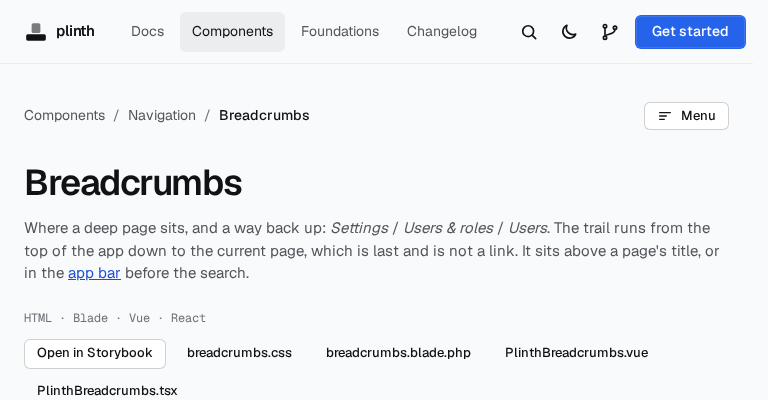 plinth Docs Components Foundations Changelog Get started
Components / Navigation / Breadcrumbs Menu
Breadcrumbs
Where a deep page sits, and a way back up: Settings / Users & roles / Users. The trail runs from the
top of the app down to the current page, which is last and is not a link. It sits above a page's title, or
in the app bar before the search.
HTML · Blade · Vue · React
Open in Storybook breadcrumbs.css breadcrumbs.blade.php PlinthBreadcrumbs.vue
PlinthBreadcrumbs.tsx